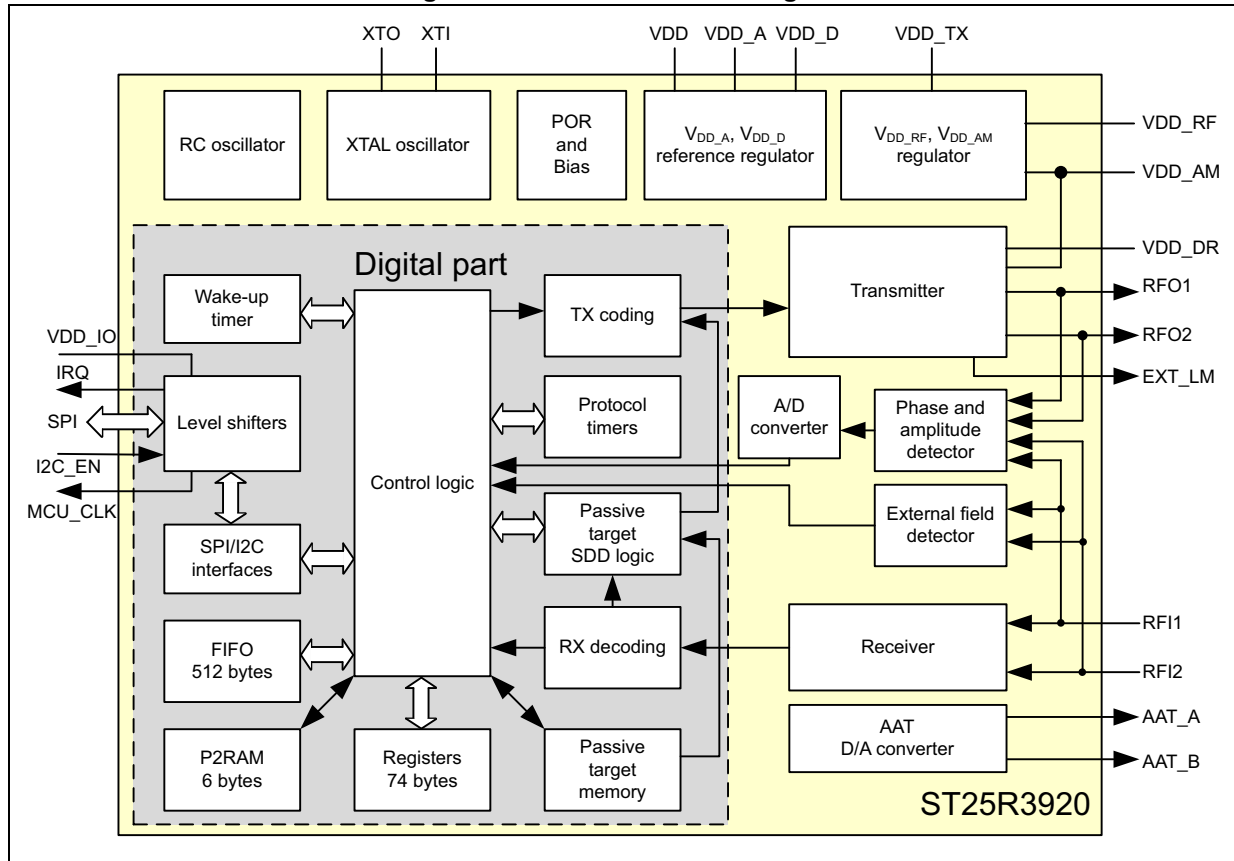 XTO XTI VDD VDD_A VDD_D VDD_TX
RC oscillator
XTAL oscillator
POR
and
Bias
VDD_A, VDD_D
reference regulator
VDD_RF, VDD_AM
regulator
VDD_RF
VDD_AM
VDD_DR
RFO1
RFO2
EXT_LM
Digital part
Wake-up
timer
TX coding
Transmitter
VDD_IO
IRQ
SPI
I2C_EN
MCU_CLK
Level shifters
Control logic
Protocol
timers
A/D
converter
Phase and
amplitude
detector
SPI/I2C
interfaces
Passive
target
SDD logic
External field
detector
FIFO
512 bytes
RX decoding
Receiver
RFI1
RFI2
P2RAM
6 bytes
Registers
74 bytes
Passive
target
memory
AAT
D/A converter
AAT_A
AAT_B
ST25R3920